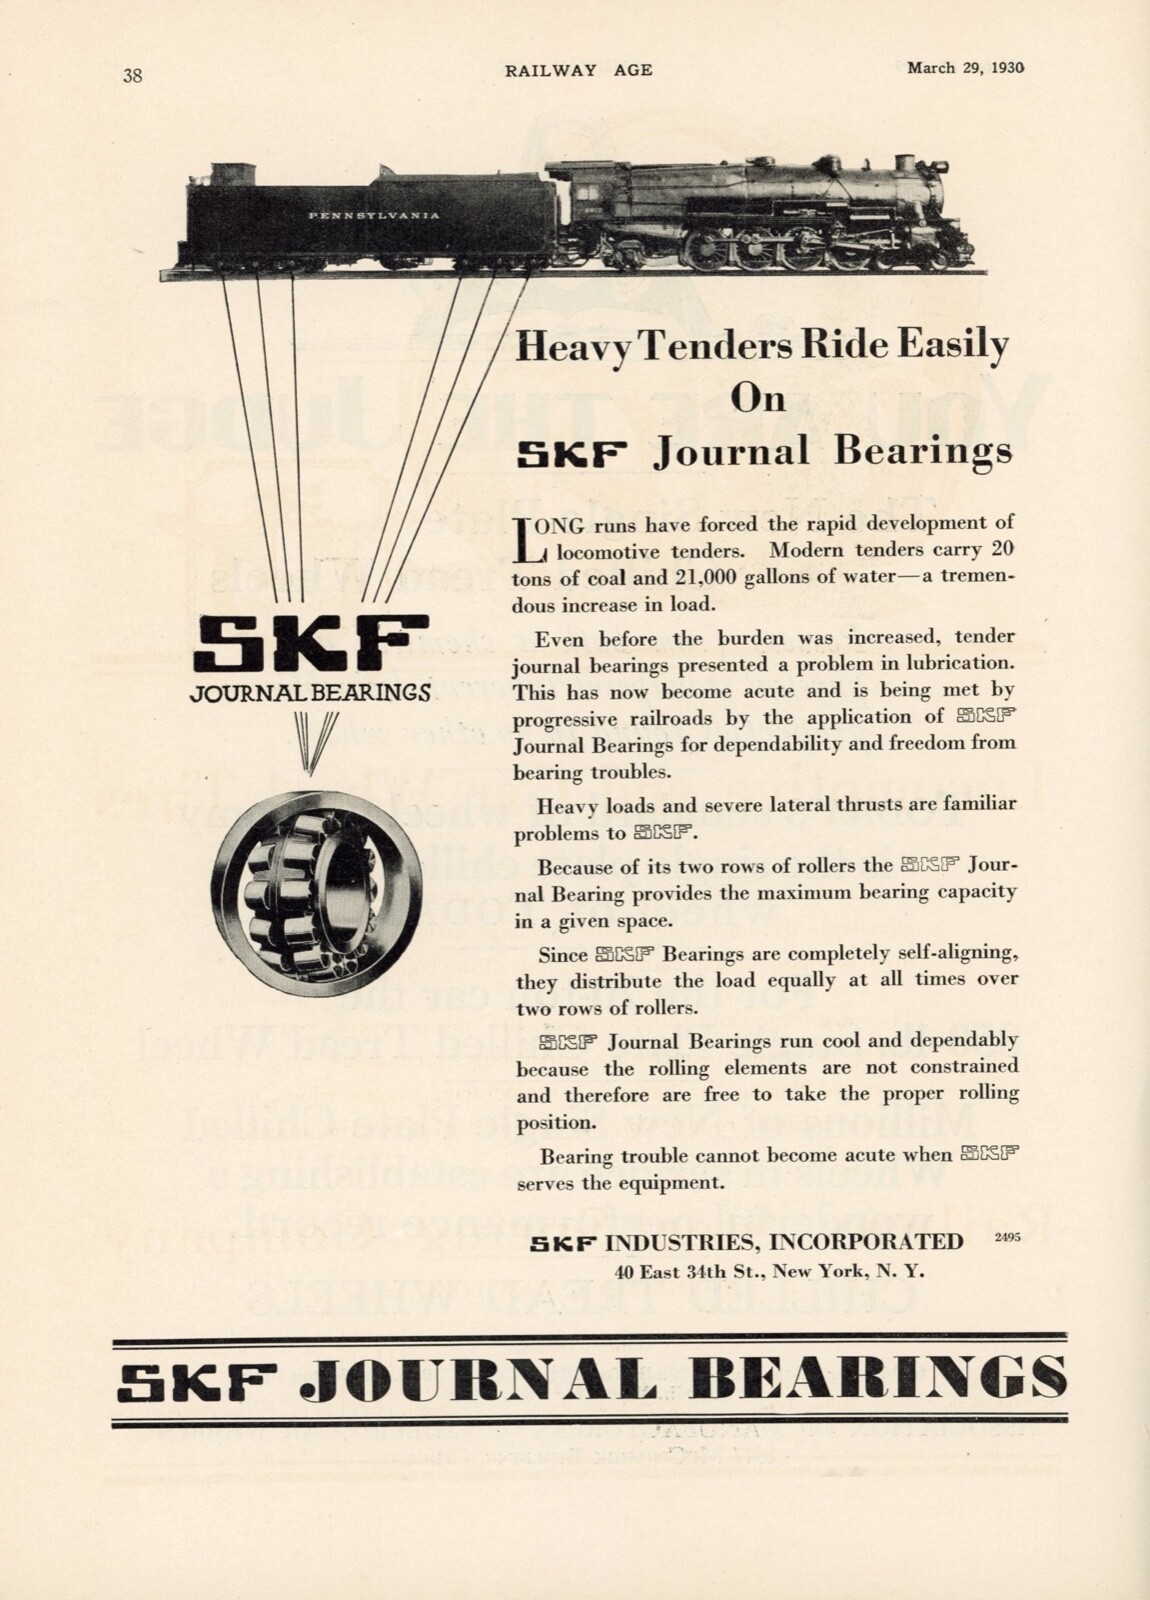 38
RAILWAY AGE
March 29, 1930
PENNSYLVANIA
Heavy Tenders Ride Easily
On
SKF Journal Bearings
LONG runs have forced the rapid development of
locomotive tenders. Modern tenders carry 20
tons of coal and 21,000 gallons of water—a tremen-
dous increase in load.
Even before the burden was increased, tender
journal bearings presented a problem in lubrication.
This has now become acute and is being met by
progressive railroads by the application of SKF
Journal Bearings for dependability and freedom from
bearing troubles.
Heavy loads and severe lateral thrusts are familiar
problems to SKF.
Because of its two rows of rollers the SKF Jour-
nal Bearing provides the maximum bearing capacity
in a given space.
Since SKF Bearings are completely self-aligning,
they distribute the load equally at all times over
two rows of rollers.
SKF Journal Bearings run cool and dependably
because the rolling elements are not constrained
and therefore are free to take the proper rolling
position.
Bearing trouble cannot become acute when SKF
serves the equipment.
SKF
JOURNAL BEARINGS
SKF INDUSTRIES, INCORPORATED 2495
40 East 34th St., New York, N. Y.
SKF JOURNAL BEARINGS